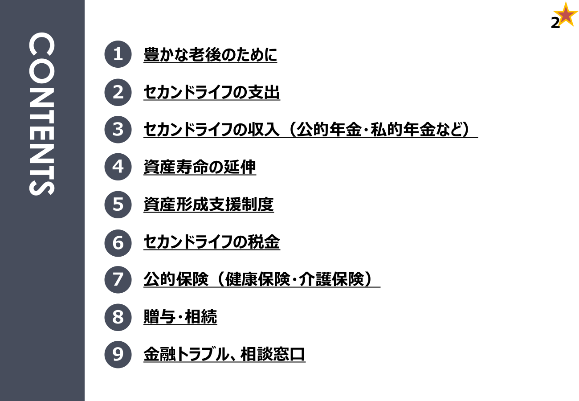 2
CONTENTS
1 豊かな老後のために
2 セカンドライフの支出
3 セカンドライフの収入（公的年金・私的年金など）
4 資産寿命の延伸
5 資産形成支援制度
6 セカンドライフの税金
7 公的保険（健康保険・介護保険）
8 贈与・相続
9 金融トラブル、相談窓口